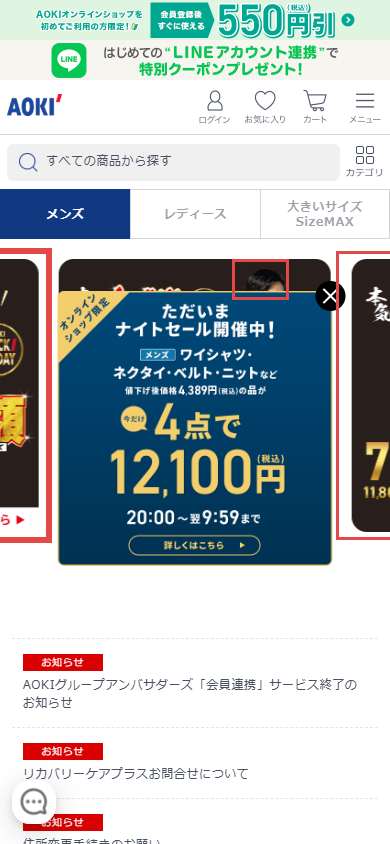 AOKIオンラインショップを
初めてご利用の方限定!
会員登録後
すぐに使える
550円引
(税込)
LINE
はじめての“LINEアカウント連携”で
特別クーポンプレゼント!
AOKI
ログイン
お気に入り
カート
メニュー
すべての商品から探す
カテゴリ
メンズ
レディース
大きいサイズ
SizeMAX
オンライン
ショップ限定
ただいま
ナイトセール開催中!
メンズ ワイシャツ・
ネクタイ・ベルト・ニットなど
値下げ後価格4,389円(税込)の品が
今だけ
4点で
12,100円
(税込)
20:00～翌9:59まで
詳しくはこちら
お知らせ
AOKIグループアンバサダーズ「会員連携」サービス終了の
お知らせ
お知らせ
リカバリーケアプラスお問合せについて
お知らせ
住所変更手続きのお願い